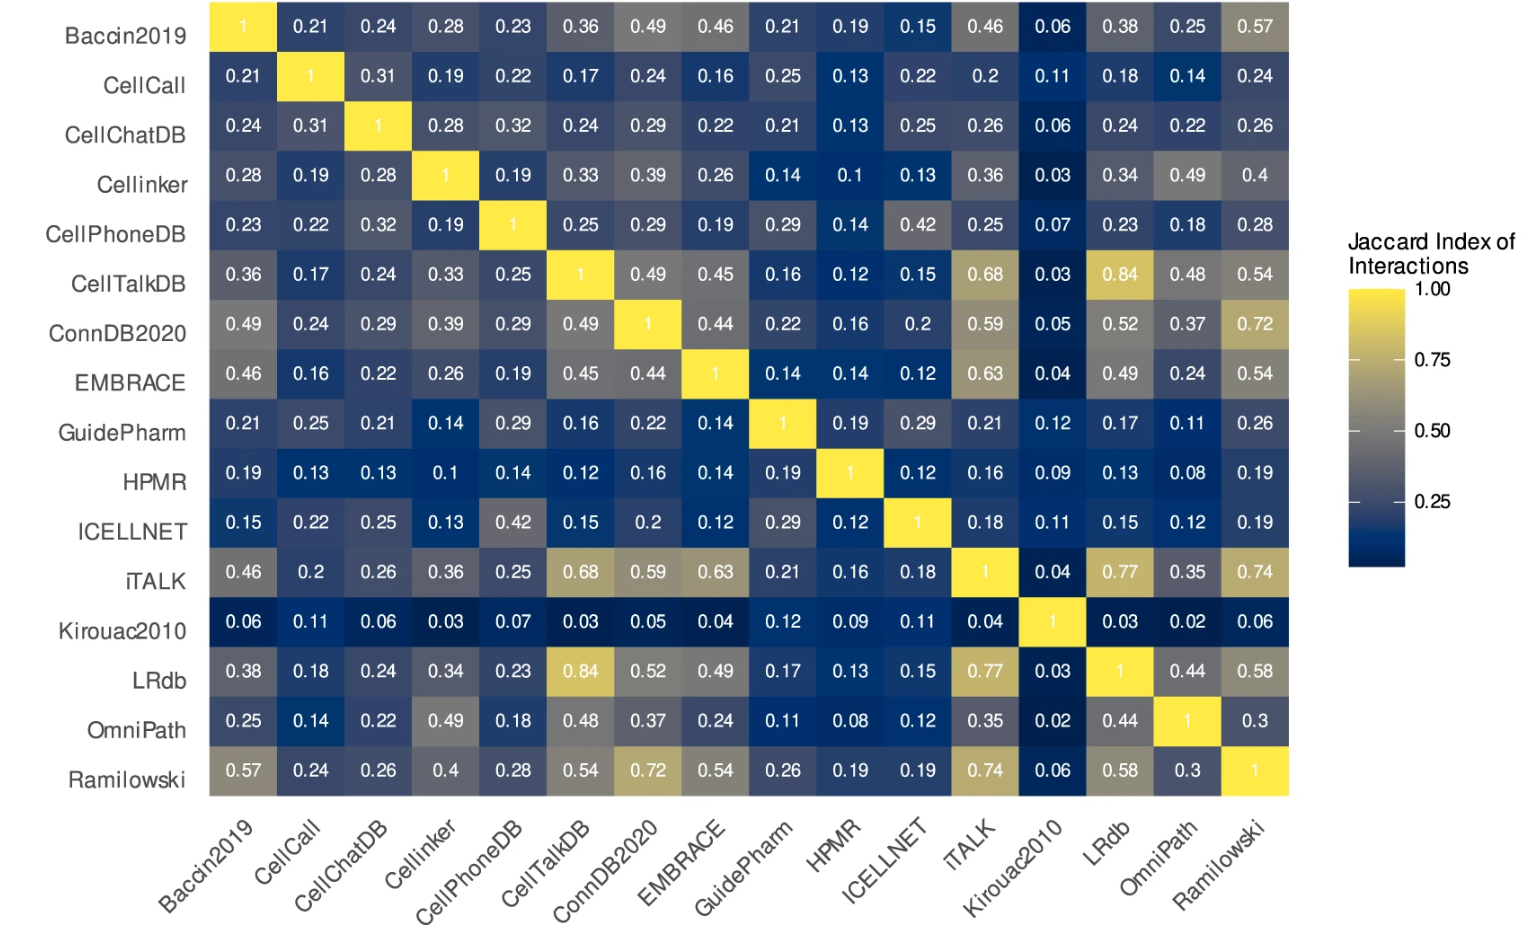 Baccin2019 1 0.21 0.24 0.28 0.23 0.36 0.49 0.46 0.21 0.19 0.15 0.46 0.06 0.38 0.25 0.57
CellCall 0.21 1 0.31 0.19 0.22 0.17 0.24 0.16 0.25 0.13 0.22 0.2 0.11 0.18 0.14 0.24
CellChatDB 0.24 0.31 1 0.28 0.32 0.24 0.29 0.22 0.21 0.13 0.25 0.26 0.06 0.24 0.22 0.26
Cellinker 0.28 0.19 0.28 1 0.19 0.33 0.39 0.26 0.14 0.1 0.13 0.36 0.03 0.34 0.49 0.4
CellPhoneDB 0.23 0.22 0.32 0.19 1 0.25 0.29 0.19 0.29 0.14 0.42 0.25 0.07 0.23 0.18 0.28
CellTalkDB 0.36 0.17 0.24 0.33 0.25 1 0.49 0.45 0.16 0.12 0.15 0.68 0.03 0.84 0.48 0.54
ConnDB2020 0.49 0.24 0.29 0.39 0.29 0.49 1 0.44 0.22 0.16 0.2 0.59 0.05 0.52 0.37 0.72
EMBRACE 0.46 0.16 0.22 0.26 0.19 0.45 0.44 1 0.14 0.14 0.12 0.63 0.04 0.49 0.24 0.54
GuidePharm 0.21 0.25 0.21 0.14 0.29 0.16 0.22 0.14 1 0.19 0.29 0.21 0.12 0.17 0.11 0.26
HPMR 0.19 0.13 0.13 0.1 0.14 0.12 0.16 0.14 0.19 1 0.12 0.16 0.09 0.13 0.08 0.19
ICELLNET 0.15 0.22 0.25 0.13 0.42 0.15 0.2 0.12 0.29 0.12 1 0.18 0.11 0.15 0.12 0.19
iTALK 0.46 0.2 0.26 0.36 0.25 0.68 0.59 0.63 0.21 0.16 0.18 1 0.04 0.77 0.35 0.74
Kirouac2010 0.06 0.11 0.06 0.03 0.07 0.03 0.05 0.04 0.12 0.09 0.11 0.04 1 0.03 0.02 0.06
LRdb 0.38 0.18 0.24 0.34 0.23 0.84 0.52 0.49 0.17 0.13 0.15 0.77 0.03 1 0.44 0.58
OmniPath 0.25 0.14 0.22 0.49 0.18 0.48 0.37 0.24 0.11 0.08 0.12 0.35 0.02 0.44 1 0.3
Ramilowski 0.57 0.24 0.26 0.4 0.28 0.54 0.72 0.54 0.26 0.19 0.19 0.74 0.06 0.58 0.3 1
Baccin2019 CellCall CellChatDB Cellinker CellPhoneDB CellTalkDB ConnDB2020 EMBRACE GuidePharm HPMR ICELLNET iTALK Kirouac2010 LRdb OmniPath Ramilowski
Jaccard Index of
Interactions
1.00
0.75
0.50
0.25